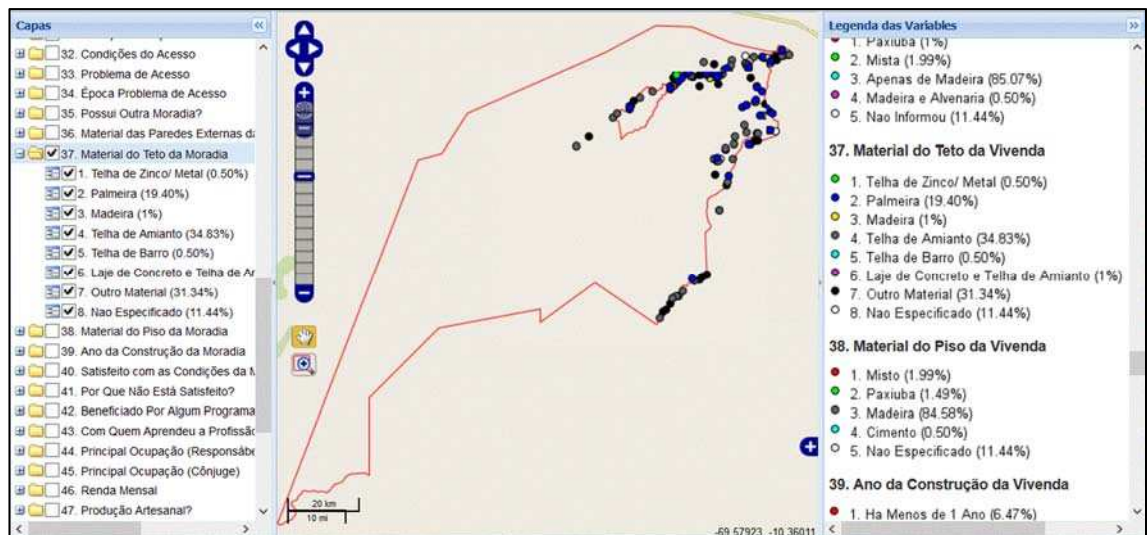 Capas
32. Condições do Acesso
33. Problema de Acesso
34. Época Problema de Acesso
35. Possui Outra Moradia?
36. Material das Paredes Externas da
37. Material do Teto da Moradia
1. Telha de Zinco/ Metal (0.50%)
2. Palmeira (19.40%)
3. Madeira (1%)
4. Telha de Amianto (34.83%)
5. Telha de Barro (0.50%)
6. Laje de Concreto e Telha de Am
7. Outro Material (31.34%)
8. Nao Especificado (11.44%)
38. Material do Piso da Moradia
39. Ano da Construção da Moradia
40. Satisfeito com as Condições da M
41. Por Que Não Está Satisfeito?
42. Beneficiado Por Algum Programa
43. Com Quem Aprendeu a Profissão
44. Principal Ocupação (Responsábe
45. Principal Ocupação (Cônjuge)
46. Renda Mensal
47. Produção Artesanal?
20 km
10 mi
-69.57923, -10.36011
Legenda das Variables
1. Paxiuba (1%)
2. Mista (1.99%)
3. Apenas de Madeira (85.07%)
4. Madeira e Alvenaria (0.50%)
5. Nao Informou (11.44%)
37. Material do Teto da Vivenda
1. Telha de Zinco/ Metal (0.50%)
2. Palmeira (19.40%)
3. Madeira (1%)
4. Telha de Amianto (34.83%)
5. Telha de Barro (0.50%)
6. Laje de Concreto e Telha de Amianto (1%)
7. Outro Material (31.34%)
8. Nao Especificado (11.44%)
38. Material do Piso da Vivenda
1. Misto (1.99%)
2. Paxiuba (1.49%)
3. Madeira (84.58%)
4. Cimento (0.50%)
5. Nao Especificado (11.44%)
39. Ano da Construção da Vivenda
1. Ha Menos de 1 Ano (6.47%)